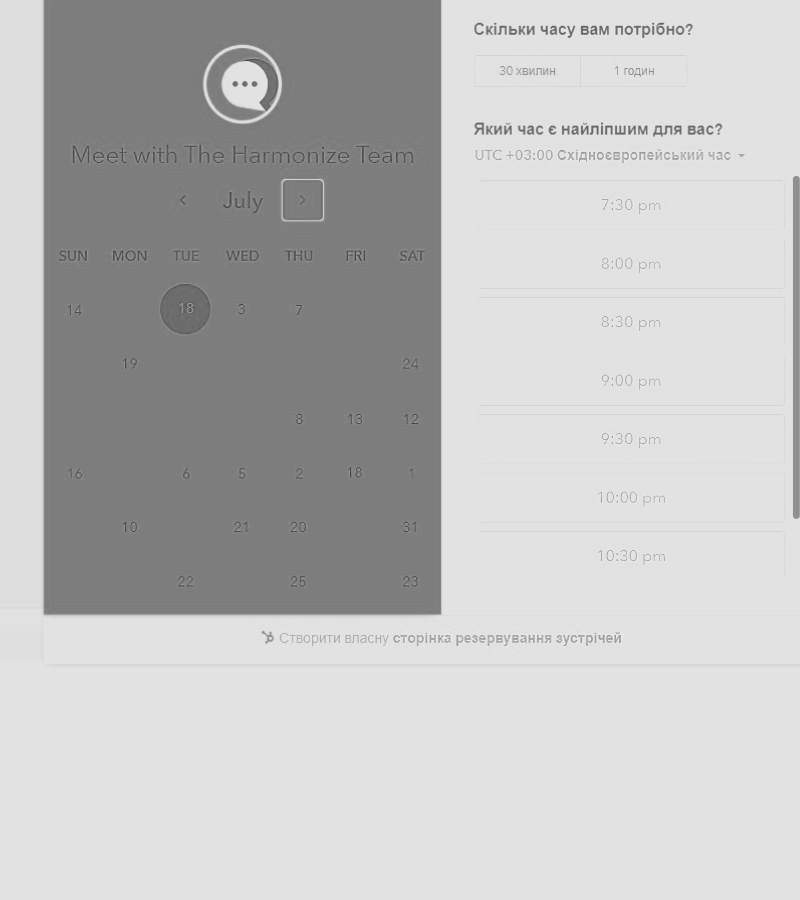 Meet with The Harmonize Team
July
SUN MON TUE WED THU FRI SAT
14 18 3 7
19 24
8 13 12
16 6 5 2 18 1
10 21 20 31
22 25 23
Скільки часу вам потрібно?
30 хвилин 1 годин
Який час є найліпшим для вас?
UTC +03:00 Східноєвропейський час
7:30 pm
8:00 pm
8:30 pm
9:00 pm
9:30 pm
10:00 pm
10:30 pm
Створити власну сторінка резервування зустрічей